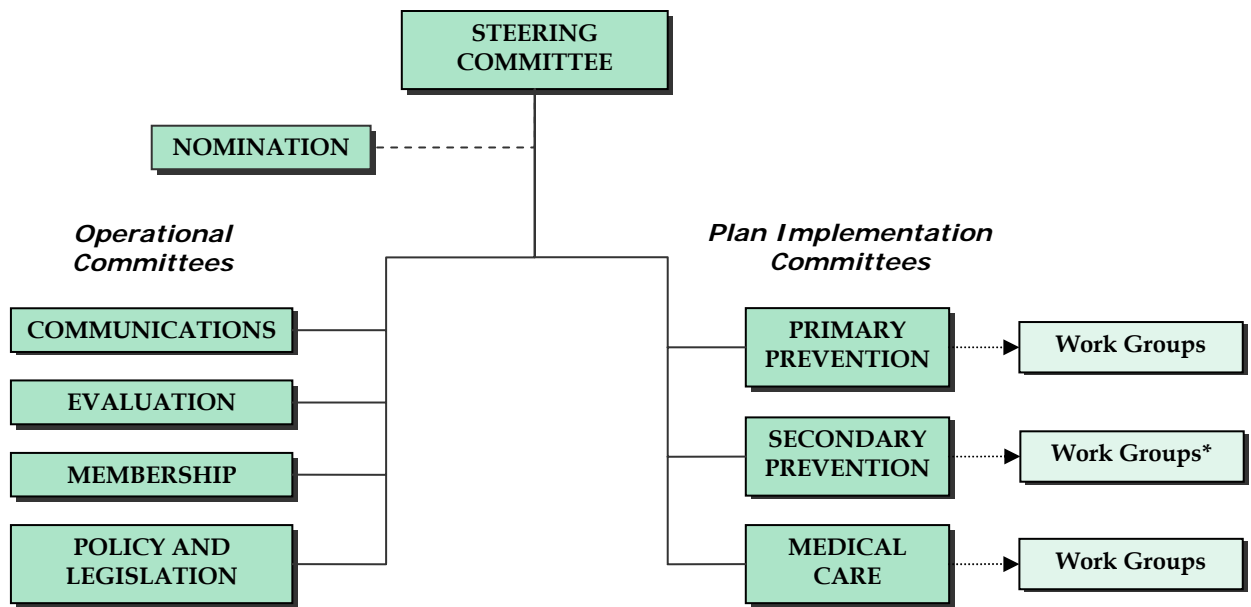 STEERING
COMMITTEE
NOMINATION
Operational
Committees
COMMUNICATIONS
EVALUATION
MEMBERSHIP
POLICY AND
LEGISLATION
Plan Implementation
Committees
PRIMARY
PREVENTION
Work Groups
SECONDARY
PREVENTION
Work Groups*
MEDICAL
CARE
Work Groups